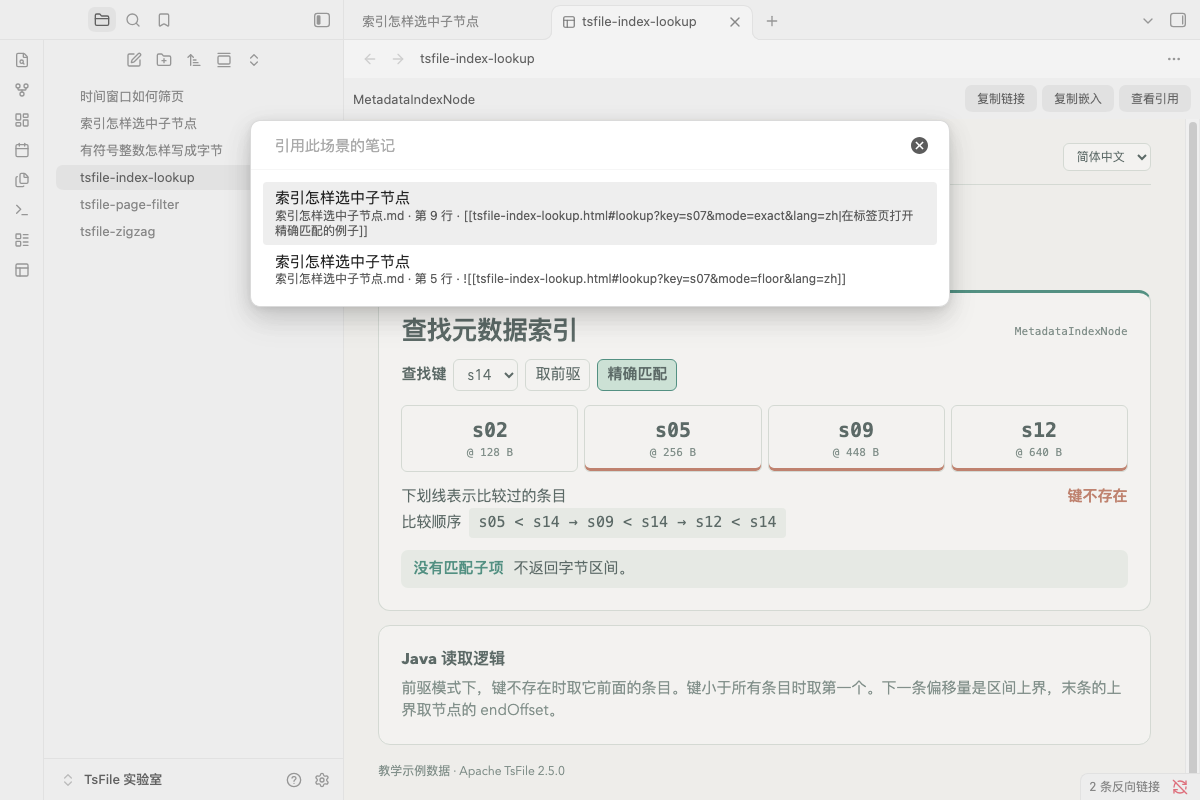 索引怎样选中子节点
tsfile-index-lookup
tsfile-index-lookup
时间窗口如何筛页
索引怎样选中子节点
有符号整数怎样写成字节
tsfile-index-lookup
tsfile-page-filter
tsfile-zigzag
TsFile 实验室
MetadataIndexNode
复制链接
复制嵌入
查看引用
引用此场景的笔记
索引怎样选中子节点
索引怎样选中子节点.md · 第 9 行 · [[tsfile-index-lookup.html#lookup?key=s07&mode=exact&lang=zh|在标签页打开
精确匹配的例子]]
索引怎样选中子节点
索引怎样选中子节点.md · 第 5 行 · ![[tsfile-index-lookup.html#lookup?key=s07&mode=floor&lang=zh]]
简体中文
查找元数据索引
MetadataIndexNode
查找键
s14
取前驱
精确匹配
s02
@ 128 B
s05
@ 256 B
s09
@ 448 B
s12
@ 640 B
下划线表示比较过的条目
键不存在
比较顺序 s05 < s14 → s09 < s14 → s12 < s14
没有匹配子项 不返回字节区间。
Java 读取逻辑
前驱模式下，键不存在时取它前面的条目。键小于所有条目时取第一个。下一条偏移量是区间上界，末条的上
界取节点的 endOffset。
教学示例数据 · Apache TsFile 2.5.0
2 条反向链接